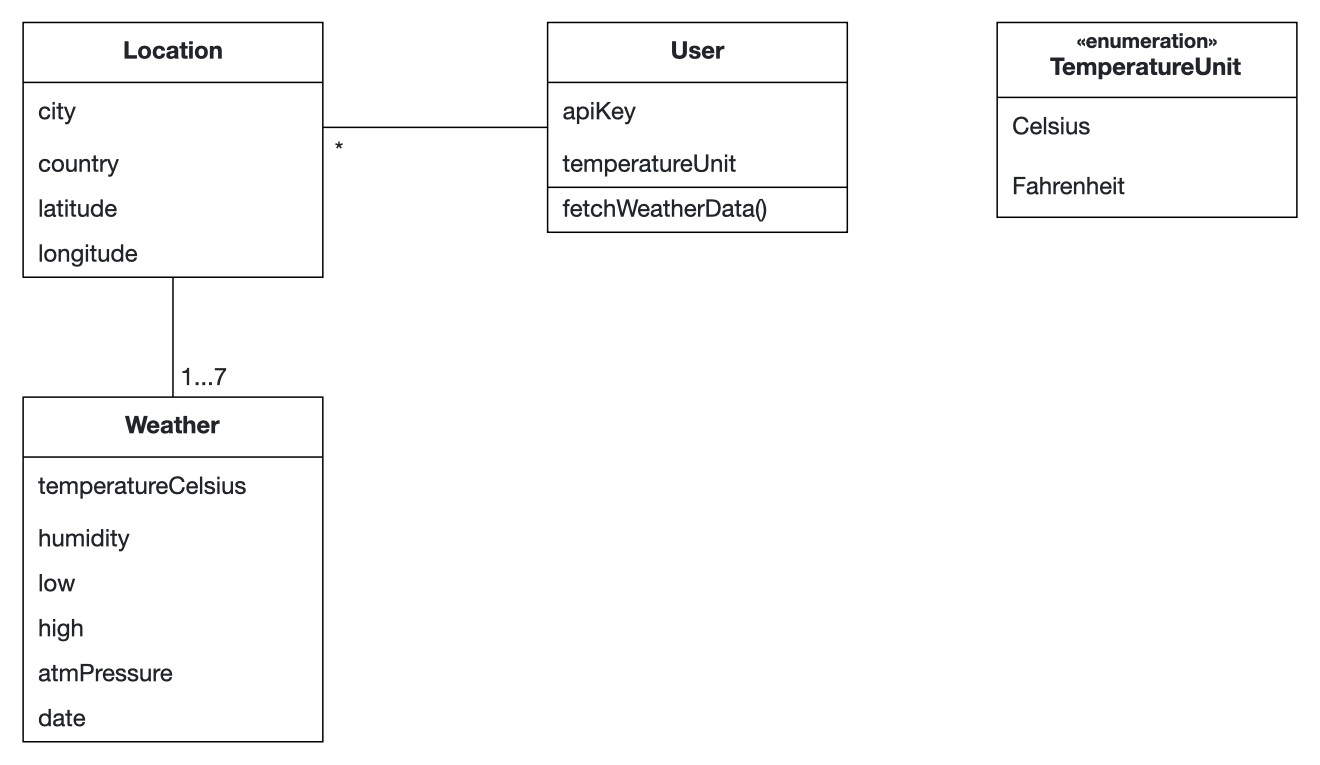 Location
city
country
latitude
longitude
*
User
apiKey
temperatureUnit
fetchWeatherData()
«enumeration»
TemperatureUnit
Celsius
Fahrenheit
1...7
Weather
temperatureCelsius
humidity
low
high
atmPressure
date